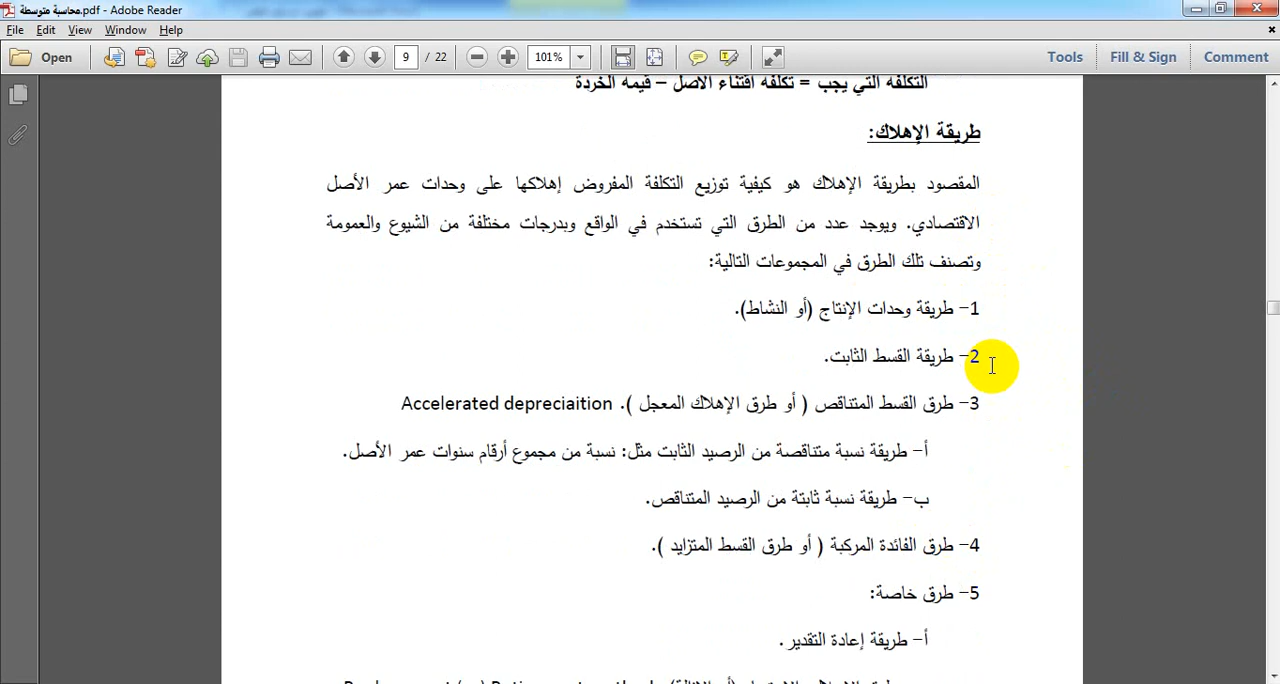 محاسبة متوسطة.pdf - Adobe Reader
File Edit View Window Help
Open 9 / 22 101% Tools Fill & Sign Comment
التكلفة التي يجب = تكلفة اقتناء الأصل – قيمة الخردة
طريقة الإهلاك:
المقصود بطريقة الإهلاك هو كيفية توزيع التكلفة المفروض إهلاكها على وحدات عمر الأصل
الاقتصادي. ويوجد عدد من الطرق التي تستخدم في الواقع وبدرجات مختلفة من الشيوع والعمومة
وتصنف تلك الطرق في المجموعات التالية:
1- طريقة وحدات الإنتاج (أو النشاط).
2- طريقة القسط الثابت.
3- طرق القسط المتناقص ( أو طرق الإهلاك المعجل ). Accelerated depreciaition
أ- طريقة نسبة متناقصة من الرصيد الثابت مثل: نسبة من مجموع أرقام سنوات عمر الأصل.
ب- طريقة نسبة ثابتة من الرصيد المتناقص.
4- طرق الفائدة المركبة ( أو طرق القسط المتزايد ).
5- طرق خاصة:
أ- طريقة إعادة التقدير.